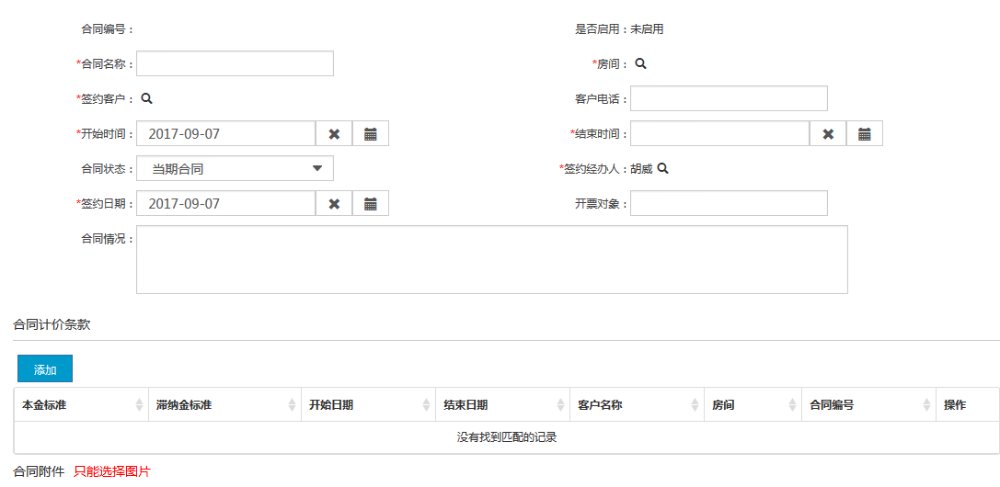 合同编号： 是否启用：未启用
*合同名称： *房间：
*签约客户： 客户电话：
*开始时间： 2017-09-07 *结束时间：
合同状态： 当期合同 *签约经办人：胡威
*签约日期： 2017-09-07 开票对象：
合同情况：
合同计价条款
添加
本金标准 滞纳金标准 开始日期 结束日期 客户名称 房间 合同编号 操作
没有找到匹配的记录
合同附件 只能选择图片